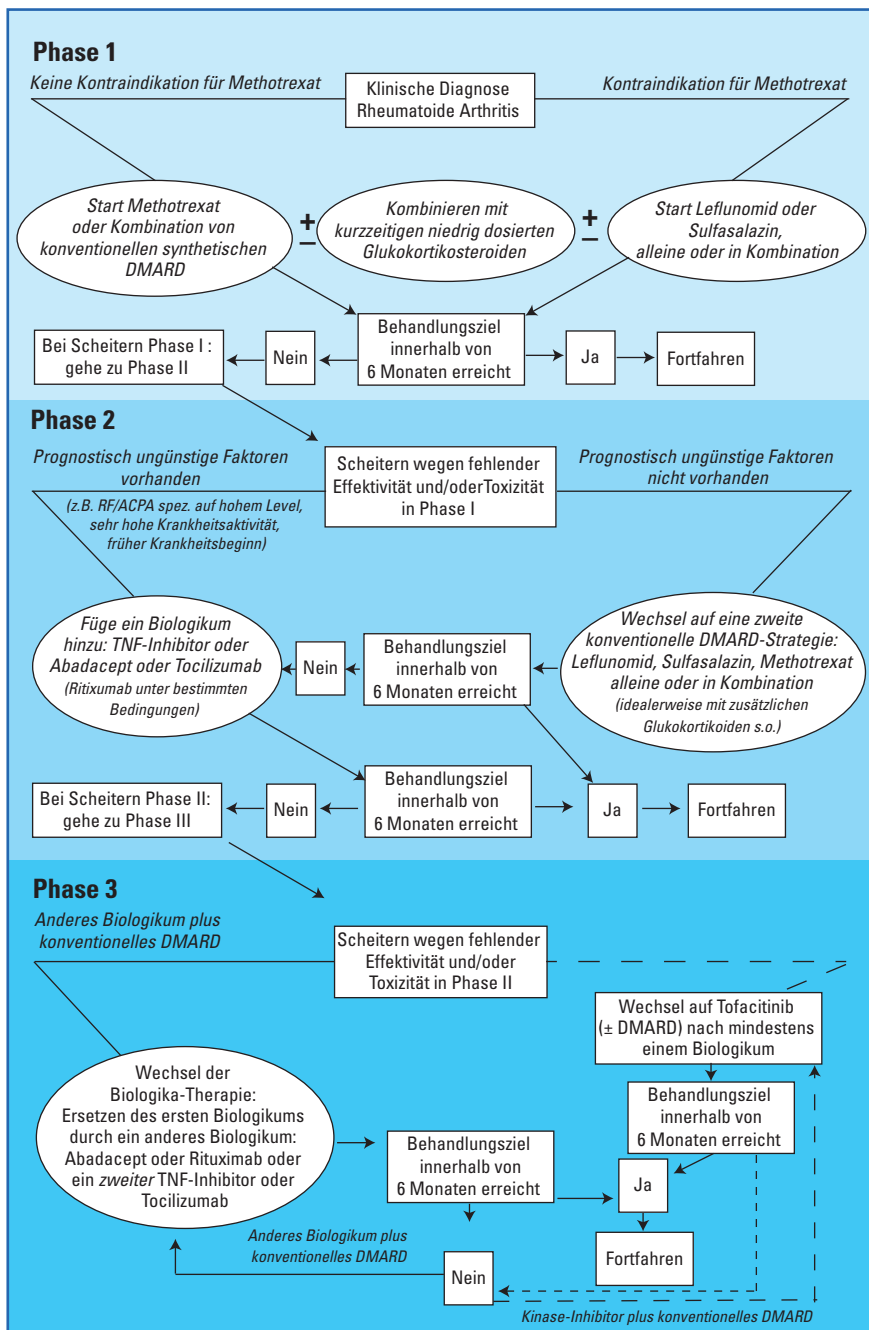 Phase 1
Keine Kontraindikation für Methotrexat
Klinische Diagnose
Rheumatoide Arthritis
Kontraindikation für Methotrexat
Start Methotrexat
oder Kombination von
konventionellen synthetischen
DMARD
+
–
Kombinieren mit
kurzzeitigen niedrig dosierten
Glukokortikosteroiden
+
–
Start Leflunomid oder
Sulfasalazin,
alleine oder in Kombination
Bei Scheitern Phase I :
gehe zu Phase II
Nein
Behandlungsziel
innerhalb von
6 Monaten erreicht
Ja
Fortfahren
Phase 2
Prognostisch ungünstige Faktoren
vorhanden
(z.B. RF/ACPA spez. auf hohem Level,
sehr hohe Krankheitsaktivität,
früher Krankheitsbeginn)
Scheitern wegen fehlender
Effektivität und/oderToxizität
in Phase I
Prognostisch ungünstige Faktoren
nicht vorhanden
Füge ein Biologikum
hinzu: TNF-Inhibitor oder
Abadacept oder Tocilizumab
(Ritixumab unter bestimmten
Bedingungen)
Nein
Behandlungsziel
innerhalb von
6 Monaten erreicht
Wechsel auf eine zweite
konventionelle DMARD-Strategie:
Leflunomid, Sulfasalazin, Methotrexat
alleine oder in Kombination
(idealerweise mit zusätzlichen
Glukokortikoiden s.o.)
Bei Scheitern Phase II:
gehe zu Phase III
Nein
Behandlungsziel
innerhalb von
6 Monaten erreicht
Ja
Fortfahren
Phase 3
Anderes Biologikum plus
konventionelles DMARD
Scheitern wegen fehlender
Effektivität und/oder
Toxizität in Phase II
Wechsel auf Tofacitinib
(± DMARD) nach mindestens
einem Biologikum
Wechsel der
Biologika-Therapie:
Ersetzen des ersten Biologikums
durch ein anderes Biologikum:
Abadacept oder Rituximab oder
ein zweiter TNF-Inhibitor oder
Tocilizumab
Behandlungsziel
innerhalb von
6 Monaten erreicht
Behandlungsziel
innerhalb von
6 Monaten erreicht
Ja
Fortfahren
Anderes Biologikum plus
konventionelles DMARD
Nein
Kinase-Inhibitor plus konventionelles DMARD